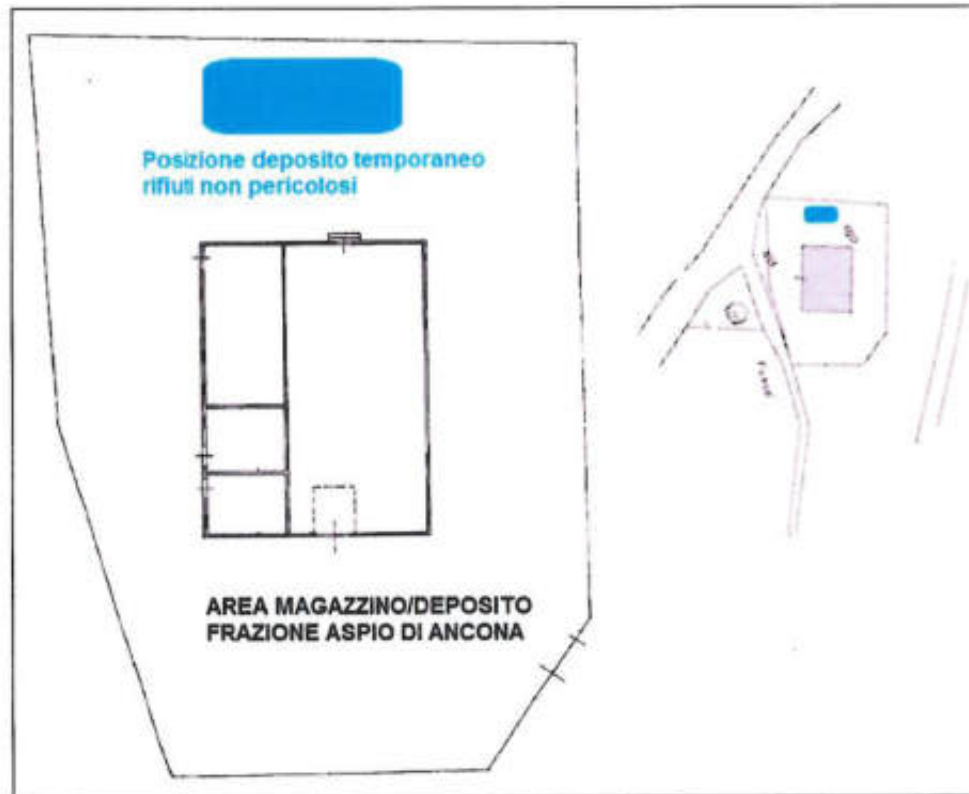 Posizione deposito temporaneo
rifiuti non pericolosi
AREA MAGAZZINO/DEPOSITO
FRAZIONE ASPIO DI ANCONA